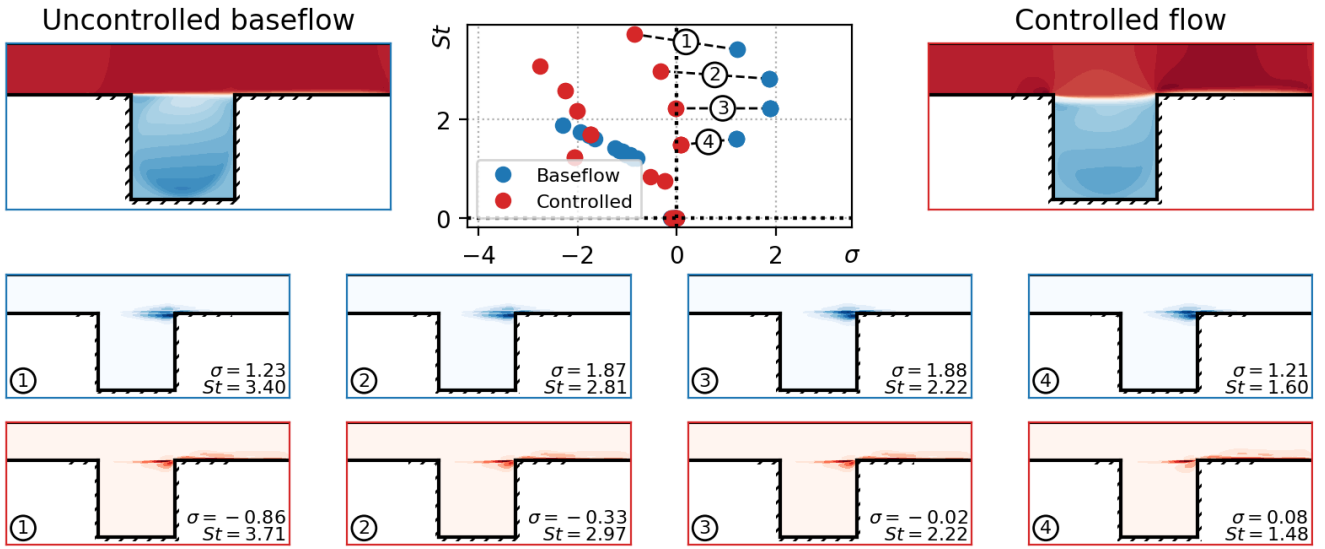 Uncontrolled baseflow
Controlled flow
St
2
0
−4
−2
0
2
σ
1
2
3
4
Baseflow
Controlled
1
σ = 1.23
St = 3.40
2
σ = 1.87
St = 2.81
3
σ = 1.88
St = 2.22
4
σ = 1.21
St = 1.60
1
σ = − 0.86
St = 3.71
2
σ = − 0.33
St = 2.97
3
σ = − 0.02
St = 2.22
4
σ = 0.08
St = 1.48